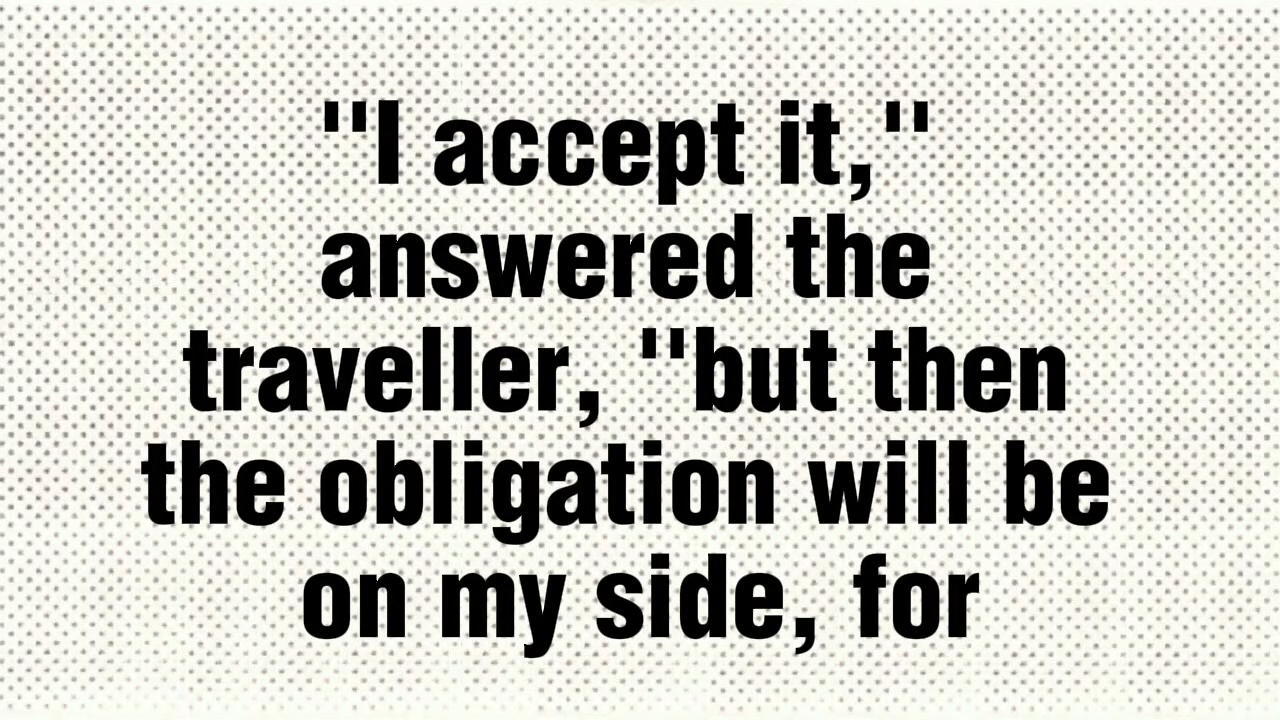 "I accept it,"
answered the
traveller, "but then
the obligation will be
on my side, for